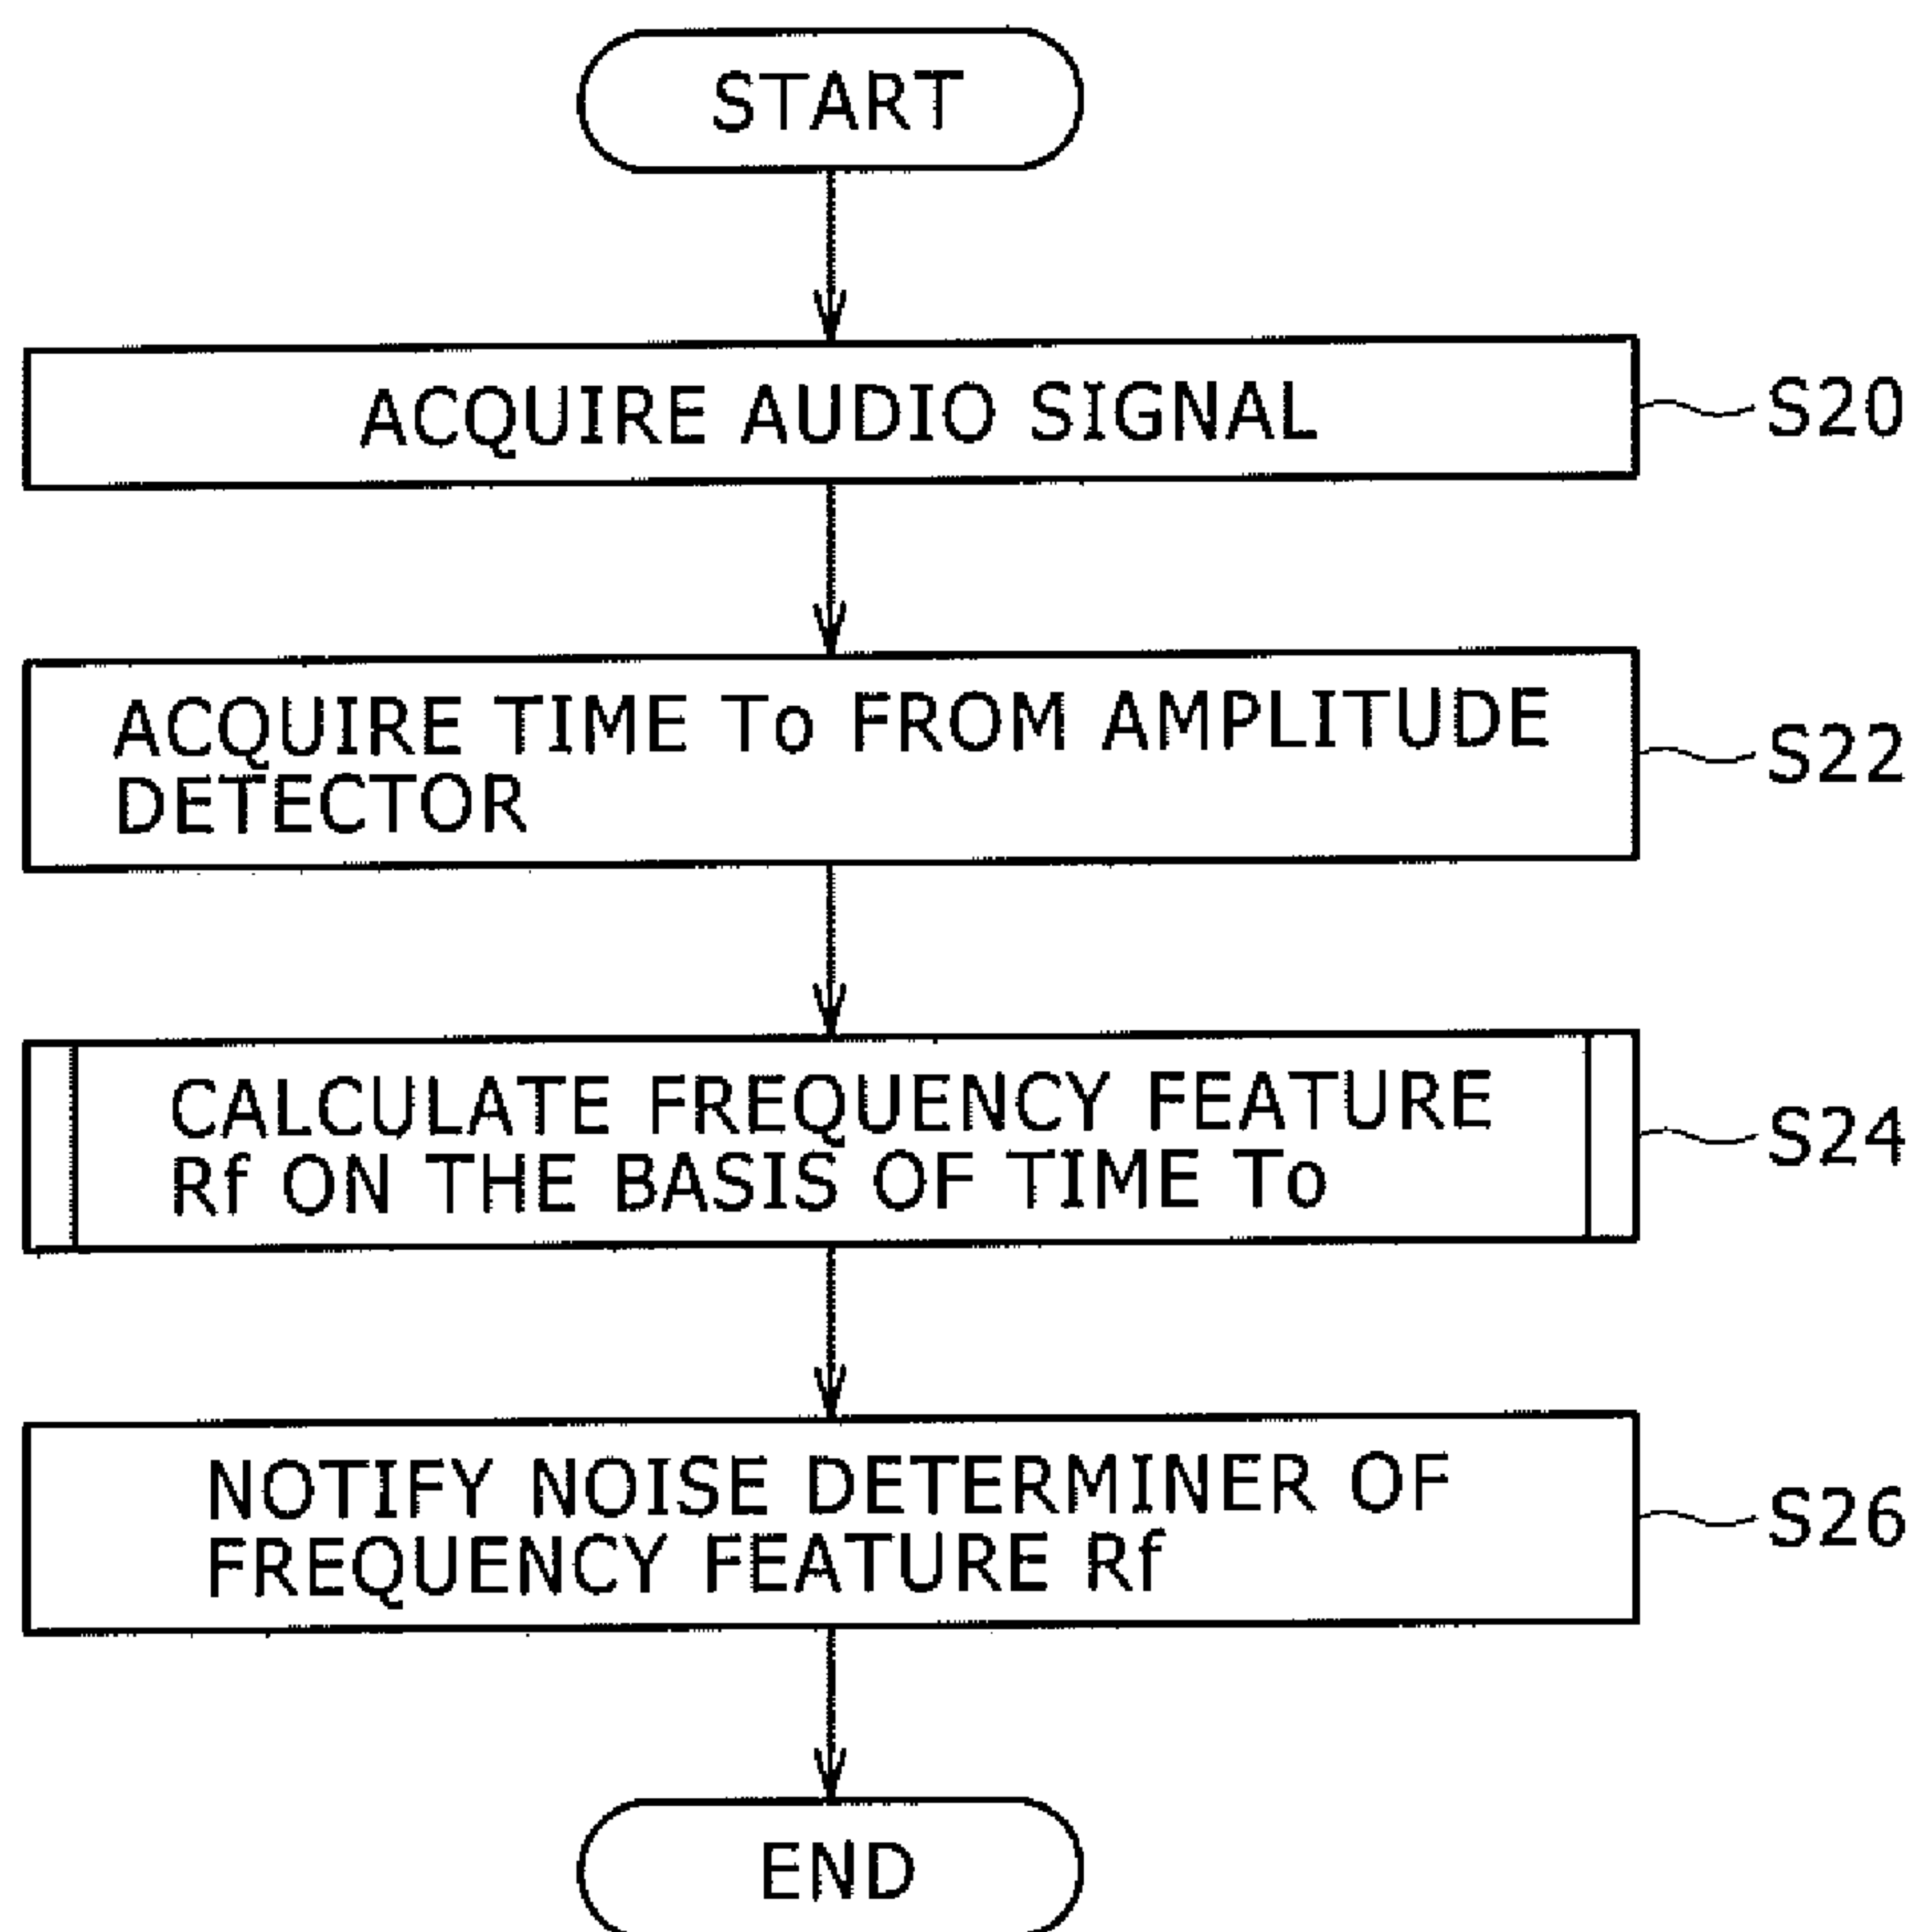 START
ACQUIRE AUDIO SIGNAL
S20
ACQUIRE TIME To FROM AMPLITUDE
DETECTOR
S22
CALCULATE FREQUENCY FEATURE
Rf ON THE BASIS OF TIME To
S24
NOTIFY NOISE DETERMINER OF
FREQUENCY FEATURE Rf
S26
END